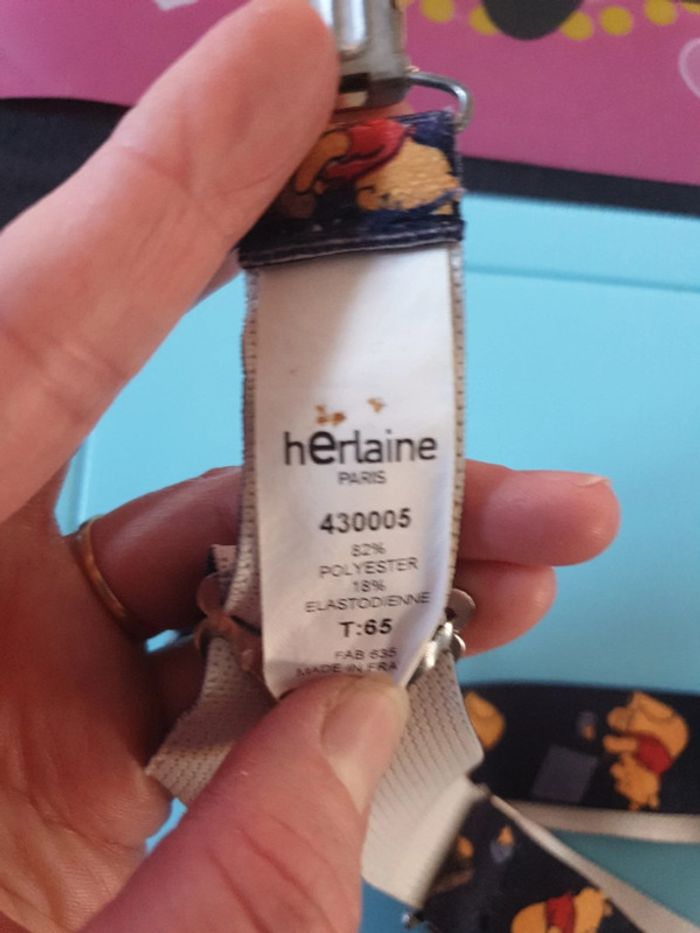 herlaine
PARIS
430005
82%
POLYESTER
18%
ELASTODIENNE
T:65
FAB 635
MADE IN FRA